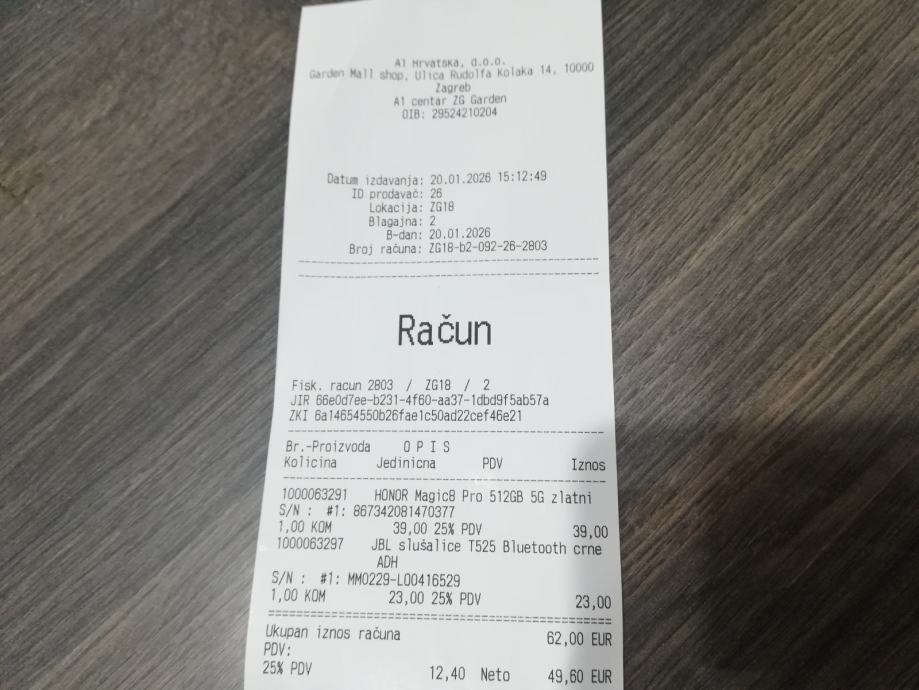 A1 Hrvatska, d.o.o.
Garden Mall shop, Ulica Rudolfa Kolaka 14, 10000
Zagreb
A1 centar ZG Garden
OIB: 29524210204
Datum izdavanja: 20.01.2026 15:12:49
ID prodavač: 26
Lokacija: ZG18
Blagajna: 2
B-dan: 20.01.2026
Broj računa: ZG18-b2-092-26-2803
Račun
Fisk. racun 2803 / ZG18 / 2
JIR 66e0d7ee-b231-4f60-aa37-1dbd9f5ab57a
ZKI 6a14654550b26fae1c50ad22cef46e21
Br.-Proizvoda O P I S
Kolicina Jedinicna PDV Iznos
1000063291 HONOR Magic8 Pro 512GB 5G zlatni
S/N : #1: 867342081470377
1,00 KOM 39,00 25% PDV 39,00
1000063297 JBL slušalice T525 Bluetooth crne
ADH
S/N : #1: MM0229-L00416529
1,00 KOM 23,00 25% PDV 23,00
Ukupan iznos računa 62,00 EUR
PDV:
25% PDV 12,40 Neto 49,60 EUR